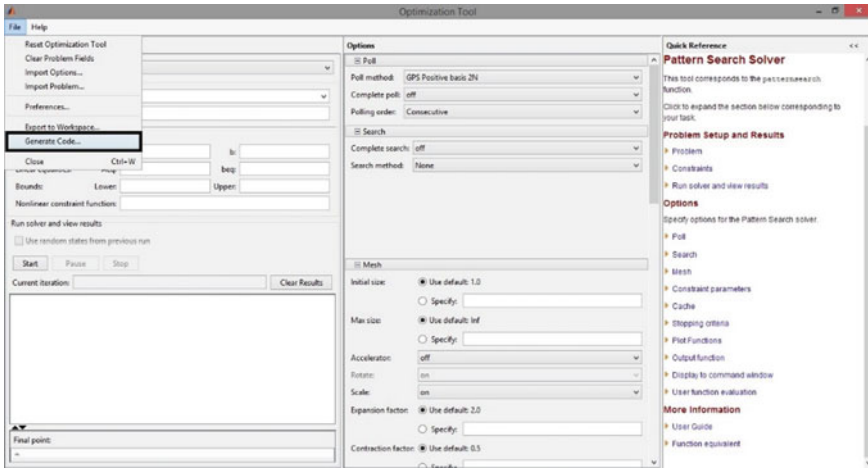 Optimization Tool
File Help
Reset Optimization Tool
Clear Problem Fields
Import Options...
Import Problem...
Preferences...
Export to Workspace...
Generate Code...
Close Ctrl+W
b:
beq:
Bounds: Lower: Upper:
Nonlinear constraint function:
Run solver and view results
Use random states from previous run
Start Pause Stop
Current iteration: Clear Results
Final point:
Options
Poll
Poll method: GPS Positive basis 2N
Complete poll: off
Polling order: Consecutive
Search
Complete search: off
Search method: None
Mesh
Initial size: Use default: 1.0
Specify:
Max size: Use default: Inf
Specify:
Accelerator: off
Rotate: on
Scale: on
Expansion factor: Use default: 2.0
Specify:
Contraction factor: Use default: 0.5
Quick Reference <<
Pattern Search Solver
This tool corresponds to the patternsearch
function.
Click to expand the section below corresponding to
your task.
Problem Setup and Results
Problem
Constraints
Run solver and view results
Options
Specify options for the Pattern Search solver.
Poll
Search
Mesh
Constraint parameters
Cache
Stopping criteria
Plot Functions
Output function
Display to command window
User function evaluation
More Information
User Guide
Function equivalent